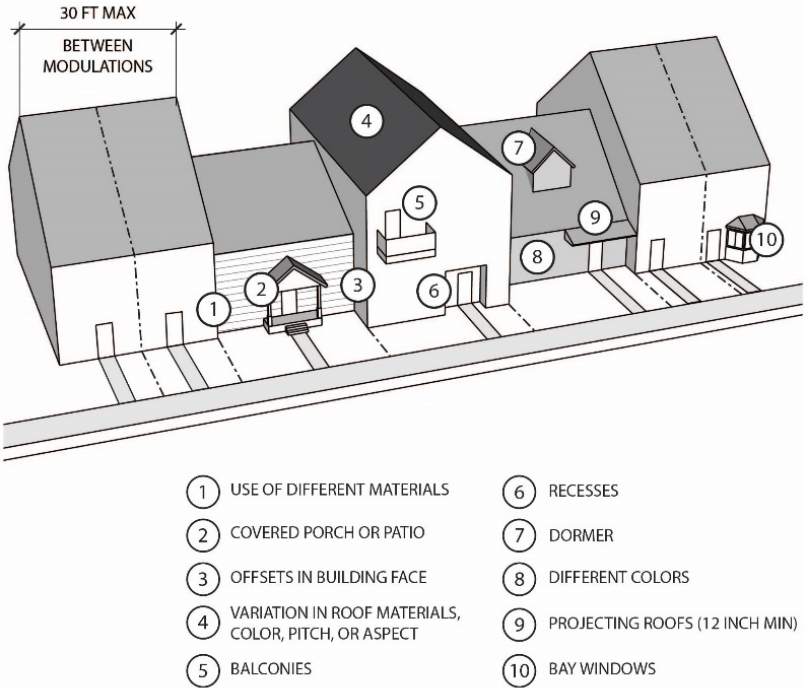 30 FT MAX
BETWEEN
MODULATIONS
4
7
5
9
10
8
2
3
6
1
1 USE OF DIFFERENT MATERIALS
2 COVERED PORCH OR PATIO
3 OFFSETS IN BUILDING FACE
4 VARIATION IN ROOF MATERIALS,
COLOR, PITCH, OR ASPECT
5 BALCONIES
6 RECESSES
7 DORMER
8 DIFFERENT COLORS
9 PROJECTING ROOFS (12 INCH MIN)
10 BAY WINDOWS